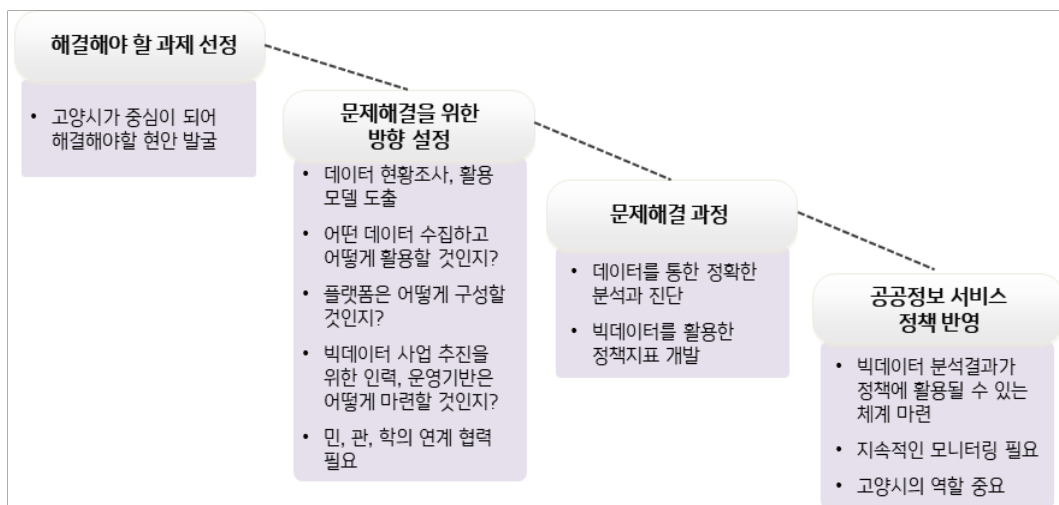 해결해야 할 과제 선정
• 고양시가 중심이 되어
해결해야할 현안 발굴
문제해결을 위한
방향 설정
• 데이터 현황조사, 활용
모델 도출
• 어떤 데이터 수집하고
어떻게 활용할 것인지?
• 플랫폼은 어떻게 구성할
것인지?
• 빅데이터 사업 추진을
위한 인력, 운영기반은
어떻게 마련할 것인지?
• 민, 관, 학의 연계 협력
필요
문제해결 과정
• 데이터를 통한 정확한
분석과 진단
• 빅데이터를 활용한
정책지표 개발
공공정보 서비스
정책 반영
• 빅데이터 분석결과가
정책에 활용될 수 있는
체계 마련
• 지속적인 모니터링 필요
• 고양시의 역할 중요